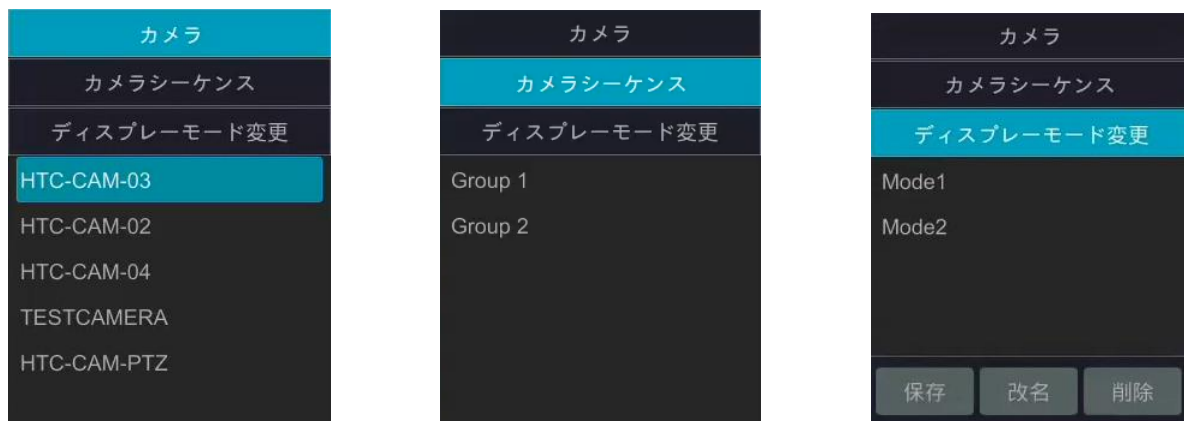 カメラ
カメラシーケンス
ディスプレーモード変更
HTC-CAM-03
HTC-CAM-02
HTC-CAM-04
TESTCAMERA
HTC-CAM-PTZ
カメラ
カメラシーケンス
ディスプレーモード変更
Group 1
Group 2
カメラ
カメラシーケンス
ディスプレーモード変更
Mode1
Mode2
保存 改名 削除